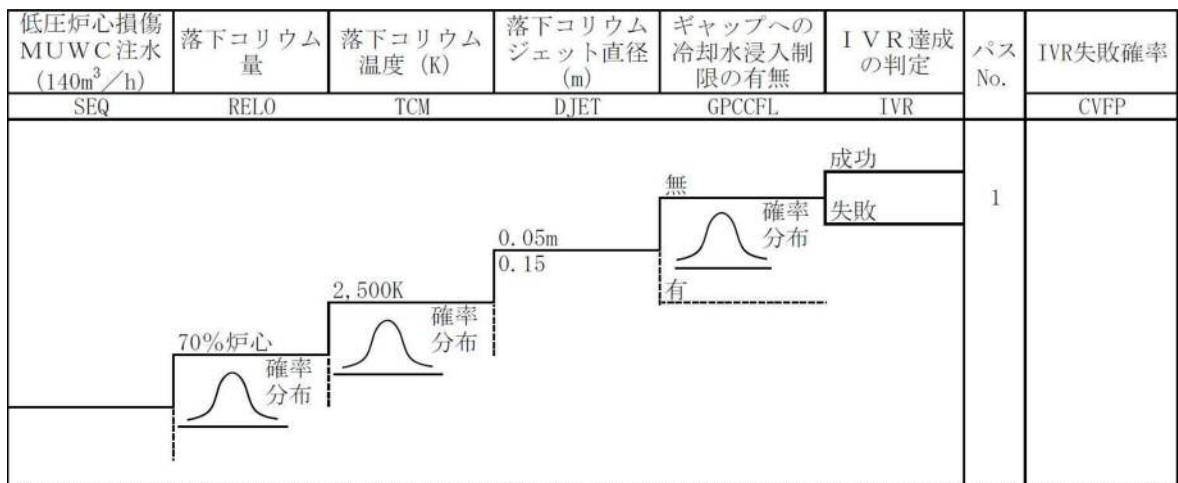 低圧炉心損傷
MUWC注水
(140m³／h)
落下コリウム
量
落下コリウム
温度 (K)
落下コリウム
ジェット直径
(m)
ギャップへの
冷却水浸入制
限の有無
ＩＶＲ達成
の判定
パス
No.
IVR失敗確率
SEQ
RELO
TCM
DJET
GPCCFL
IVR
CVFP
成功
無
確率
分布
失敗
1
0.05m
0.15
有
2,500K
確率
分布
70%炉心
確率
分布